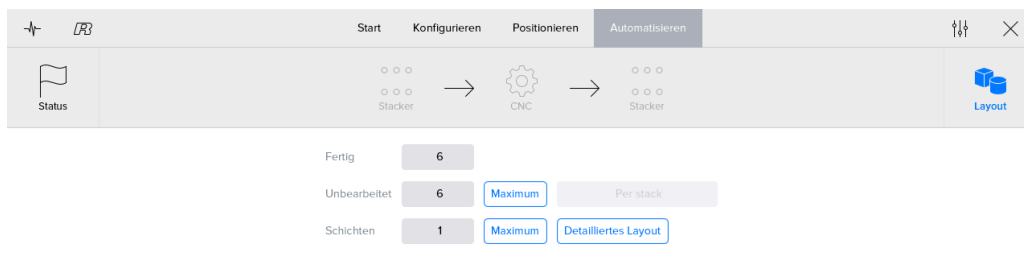 Start Konfigurieren Positionieren Automatisieren
Status Stacker CNC Stacker Layout
Fertig 6
Unbearbeitet 6 Maximum Per stack
Schichten 1 Maximum Detailliertes Layout